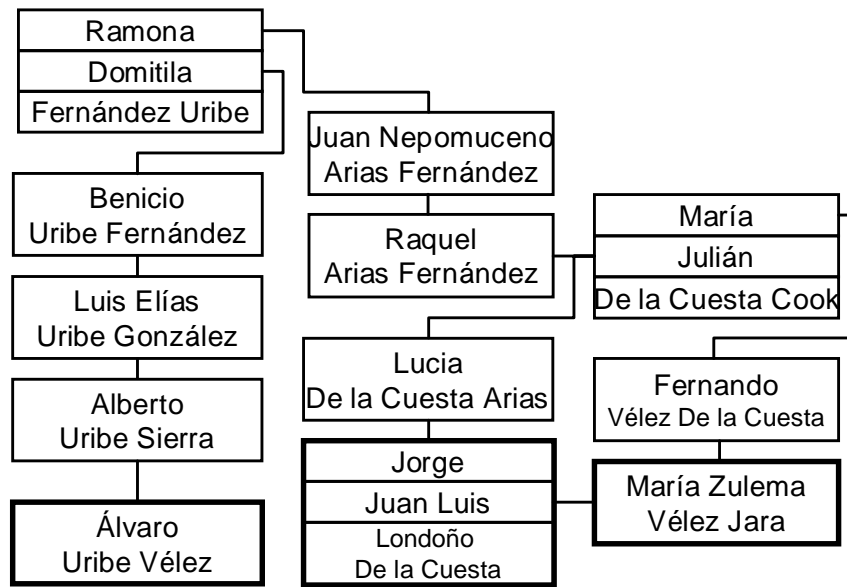 Ramona
Domitila
Fernández Uribe
Juan Nepomuceno
Arias Fernández
Benicio
Uribe Fernández
Raquel
Arias Fernández
María
Julián
De la Cuesta Cook
Luis Elías
Uribe González
Lucia
De la Cuesta Arias
Fernando
Vélez De la Cuesta
Alberto
Uribe Sierra
Jorge
Juan Luis
Londoño
De la Cuesta
María Zulema
Vélez Jara
Álvaro
Uribe Vélez